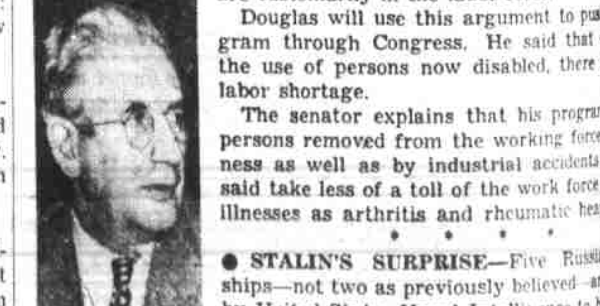 Douglas will use this argument to
gram through Congress. He said that
the use of persons now disabled, there
labor shortage.
The senator explains that his
persons removed from the working force
ness as well as by industrial accidents
said take less of a toll of the work force
illnesses as arthritis and rheumatic
* * * *
● STALIN'S SURPRISE—Five
ships—not two as previously believed